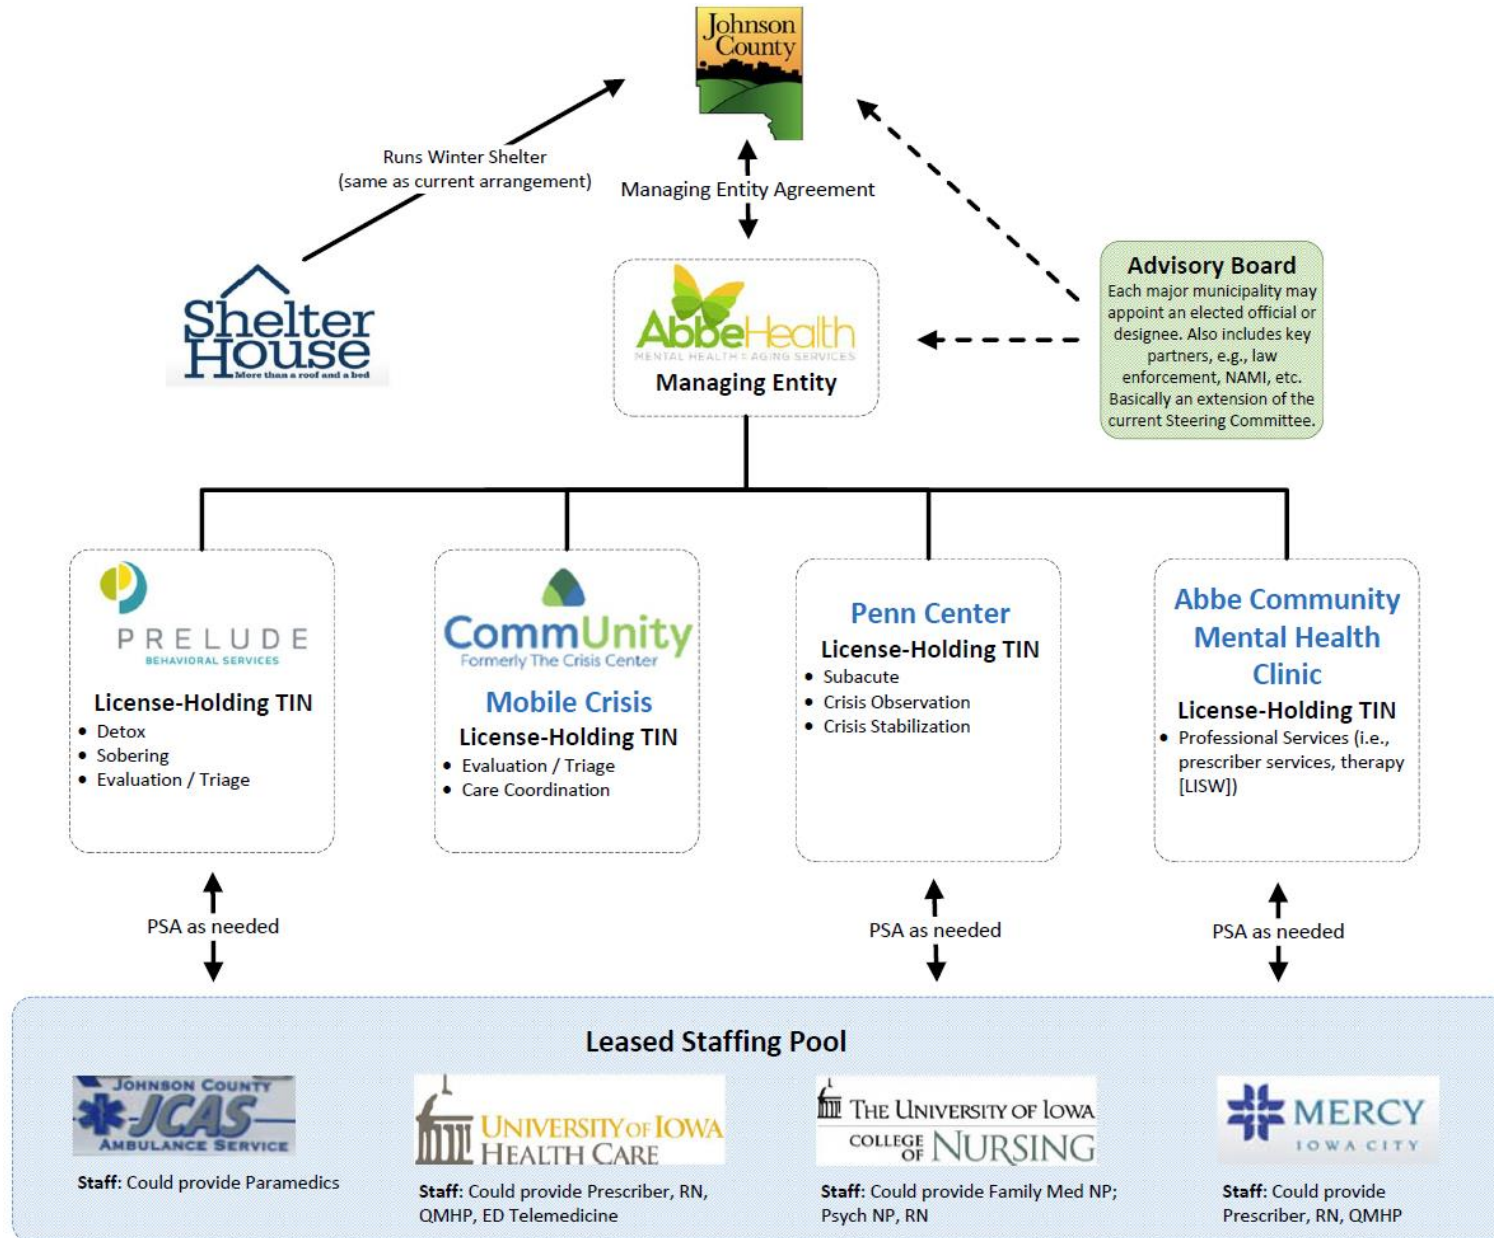 Johnson
County
Runs Winter Shelter
(same as current arrangement)
Managing Entity Agreement
Shelter
House
More than a roof and a bed
AbbeHealth
MENTAL HEALTH & AGING SERVICES
Managing Entity
Advisory Board
Each major municipality may
appoint an elected official or
designee. Also includes key
partners, e.g., law
enforcement, NAMI, etc.
Basically an extension of the
current Steering Committee.
PRELUDE
BEHAVIORAL SERVICES
License-Holding TIN
• Detox
• Sobering
• Evaluation / Triage
CommUnity
Formerly The Crisis Center
Mobile Crisis
License-Holding TIN
• Evaluation / Triage
• Care Coordination
Penn Center
License-Holding TIN
• Subacute
• Crisis Observation
• Crisis Stabilization
Abbe Community
Mental Health
Clinic
License-Holding TIN
• Professional Services (i.e.,
prescriber services, therapy
[LISW])
PSA as needed
PSA as needed
PSA as needed
Leased Staffing Pool
JOHNSON COUNTY
JCAS
AMBULANCE SERVICE
Staff: Could provide Paramedics
UNIVERSITY OF IOWA
HEALTH CARE
Staff: Could provide Prescriber, RN,
QMHP, ED Telemedicine
THE UNIVERSITY OF IOWA
COLLEGE OF NURSING
Staff: Could provide Family Med NP;
Psych NP, RN
MERCY
IOWA CITY
Staff: Could provide
Prescriber, RN, QMHP